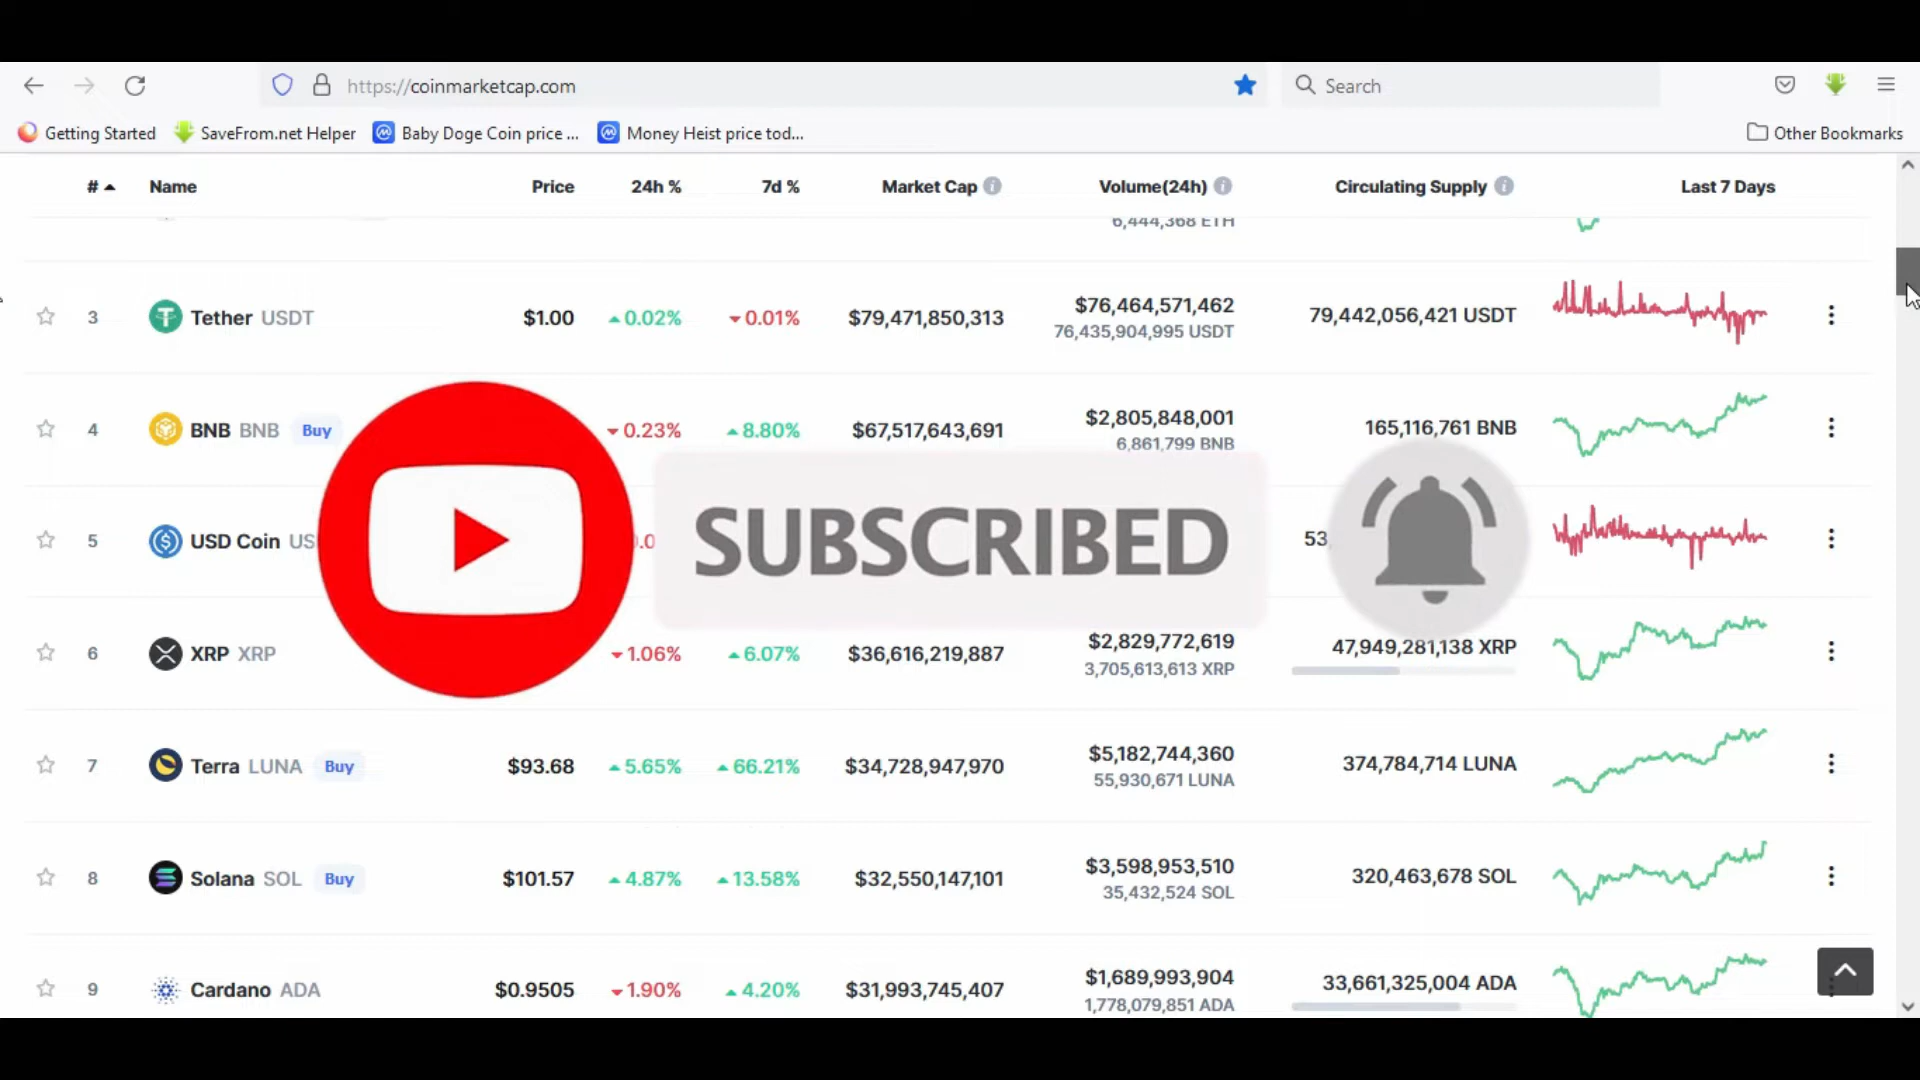 https://coinmarketcap.com
Search
Getting Started
SaveFrom.net Helper
Baby Doge Coin price ...
Money Heist price tod...
Other Bookmarks
# Name Price 24h % 7d % Market Cap Volume(24h) Circulating Supply Last 7 Days
6,444,368 ETH
3 Tether USDT $1.00 0.02% 0.01% $79,471,850,313 $76,464,571,462 79,442,056,421 USDT
76,435,904,995 USDT
4 BNB BNB Buy 0.23% 8.80% $67,517,643,691 $2,805,848,001 165,116,761 BNB
6,861,799 BNB
5 USD Coin US 53,
SUBSCRIBED
6 XRP XRP 1.06% 6.07% $36,616,219,887 $2,829,772,619 47,949,281,138 XRP
3,705,613,613 XRP
7 Terra LUNA Buy $93.68 5.65% 66.21% $34,728,947,970 $5,182,744,360 374,784,714 LUNA
55,930,671 LUNA
8 Solana SOL Buy $101.57 4.87% 13.58% $32,550,147,101 $3,598,953,510 320,463,678 SOL
35,432,524 SOL
9 Cardano ADA $0.9505 1.90% 4.20% $31,993,745,407 $1,689,993,904 33,661,325,004 ADA
1,778,079,851 ADA